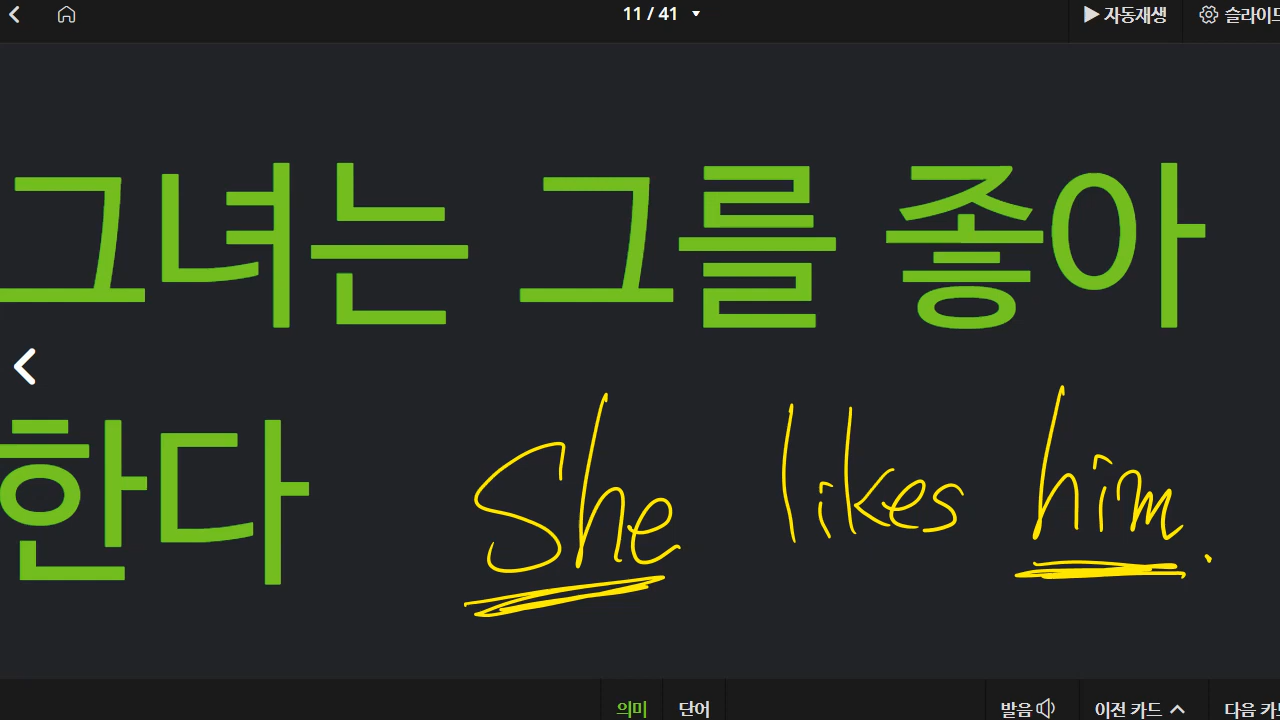 11 / 41
자동재생
그녀는 그를 좋아
한다
She likes him.
의미
단어
발음
이전 카드